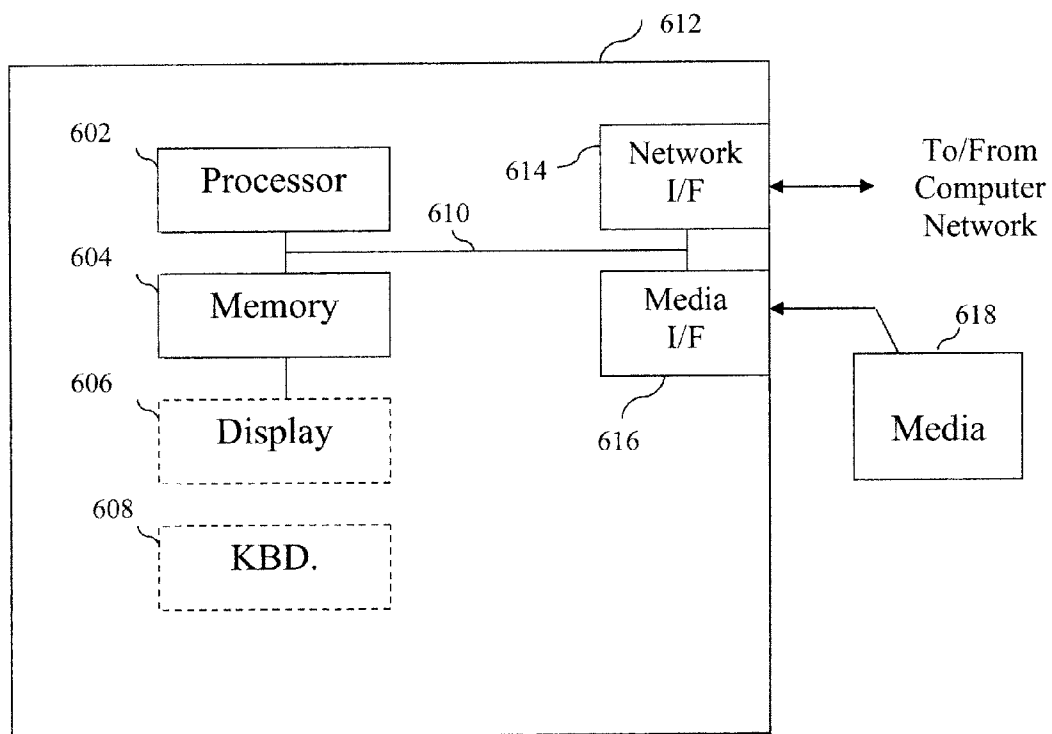 612
602
Processor
614
Network
I/F
To/From
Computer
Network
610
604
Memory
Media
I/F
618
Media
606
Display
616
608
KBD.